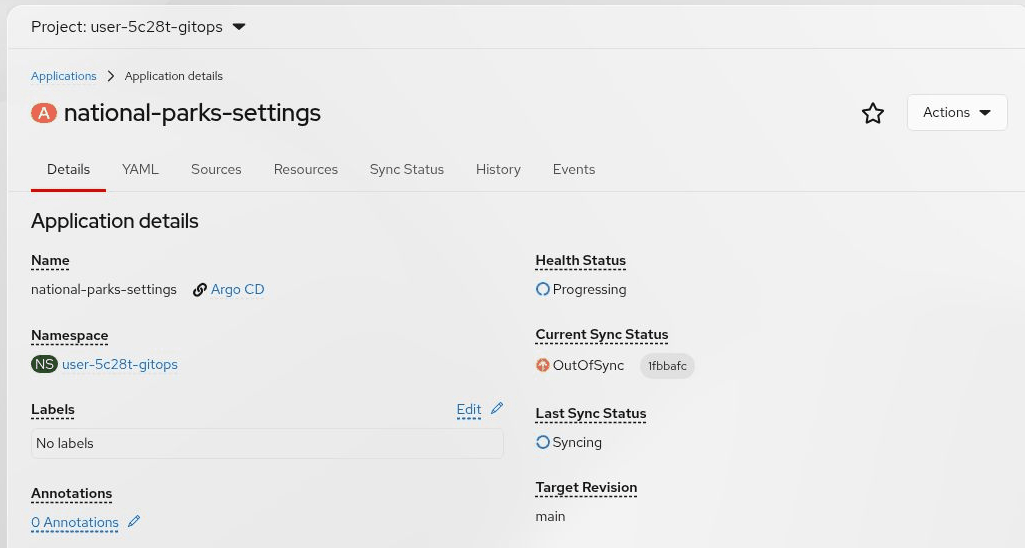 Project: user-5c28t-gitops
Applications > Application details
A national-parks-settings
Actions
Details YAML Sources Resources Sync Status History Events
Application details
Name
national-parks-settings Argo CD
Namespace
NS user-5c28t-gitops
Labels Edit
No labels
Annotations
0 Annotations
Health Status
Progressing
Current Sync Status
OutOfSync 1fbbafc
Last Sync Status
Syncing
Target Revision
main